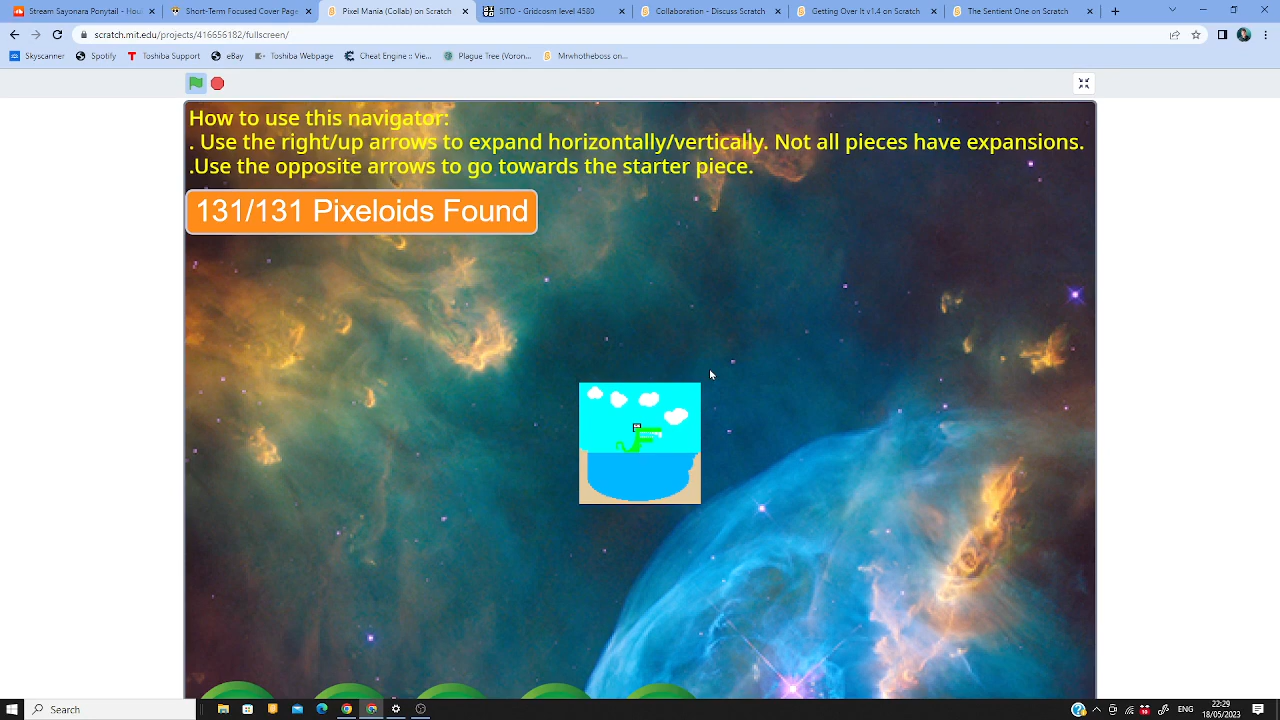 Stream Sayonara Ponytail - Hou
Short-Term Focused Cover Page
Pixel Mania (Collab) on Scratch
SITO - Gridcosm level 4580
Collaboration - Discuss Scratch
Getting Over It v1.4 on Scratch
The Sentient One on Scratch
scratch.mit.edu/projects/416656182/fullscreen/
Skyscanner
Spotify
Toshiba Support
eBay
Toshiba Webpage
Cheat Engine :: Vie...
Plague Tree (Voron...
Mrwhotheboss on...
How to use this navigator:
. Use the right/up arrows to expand horizontally/vertically. Not all pieces have expansions.
.Use the opposite arrows to go towards the starter piece.
131/131 Pixeloids Found
Search
ENG
22:29
18/05/2023